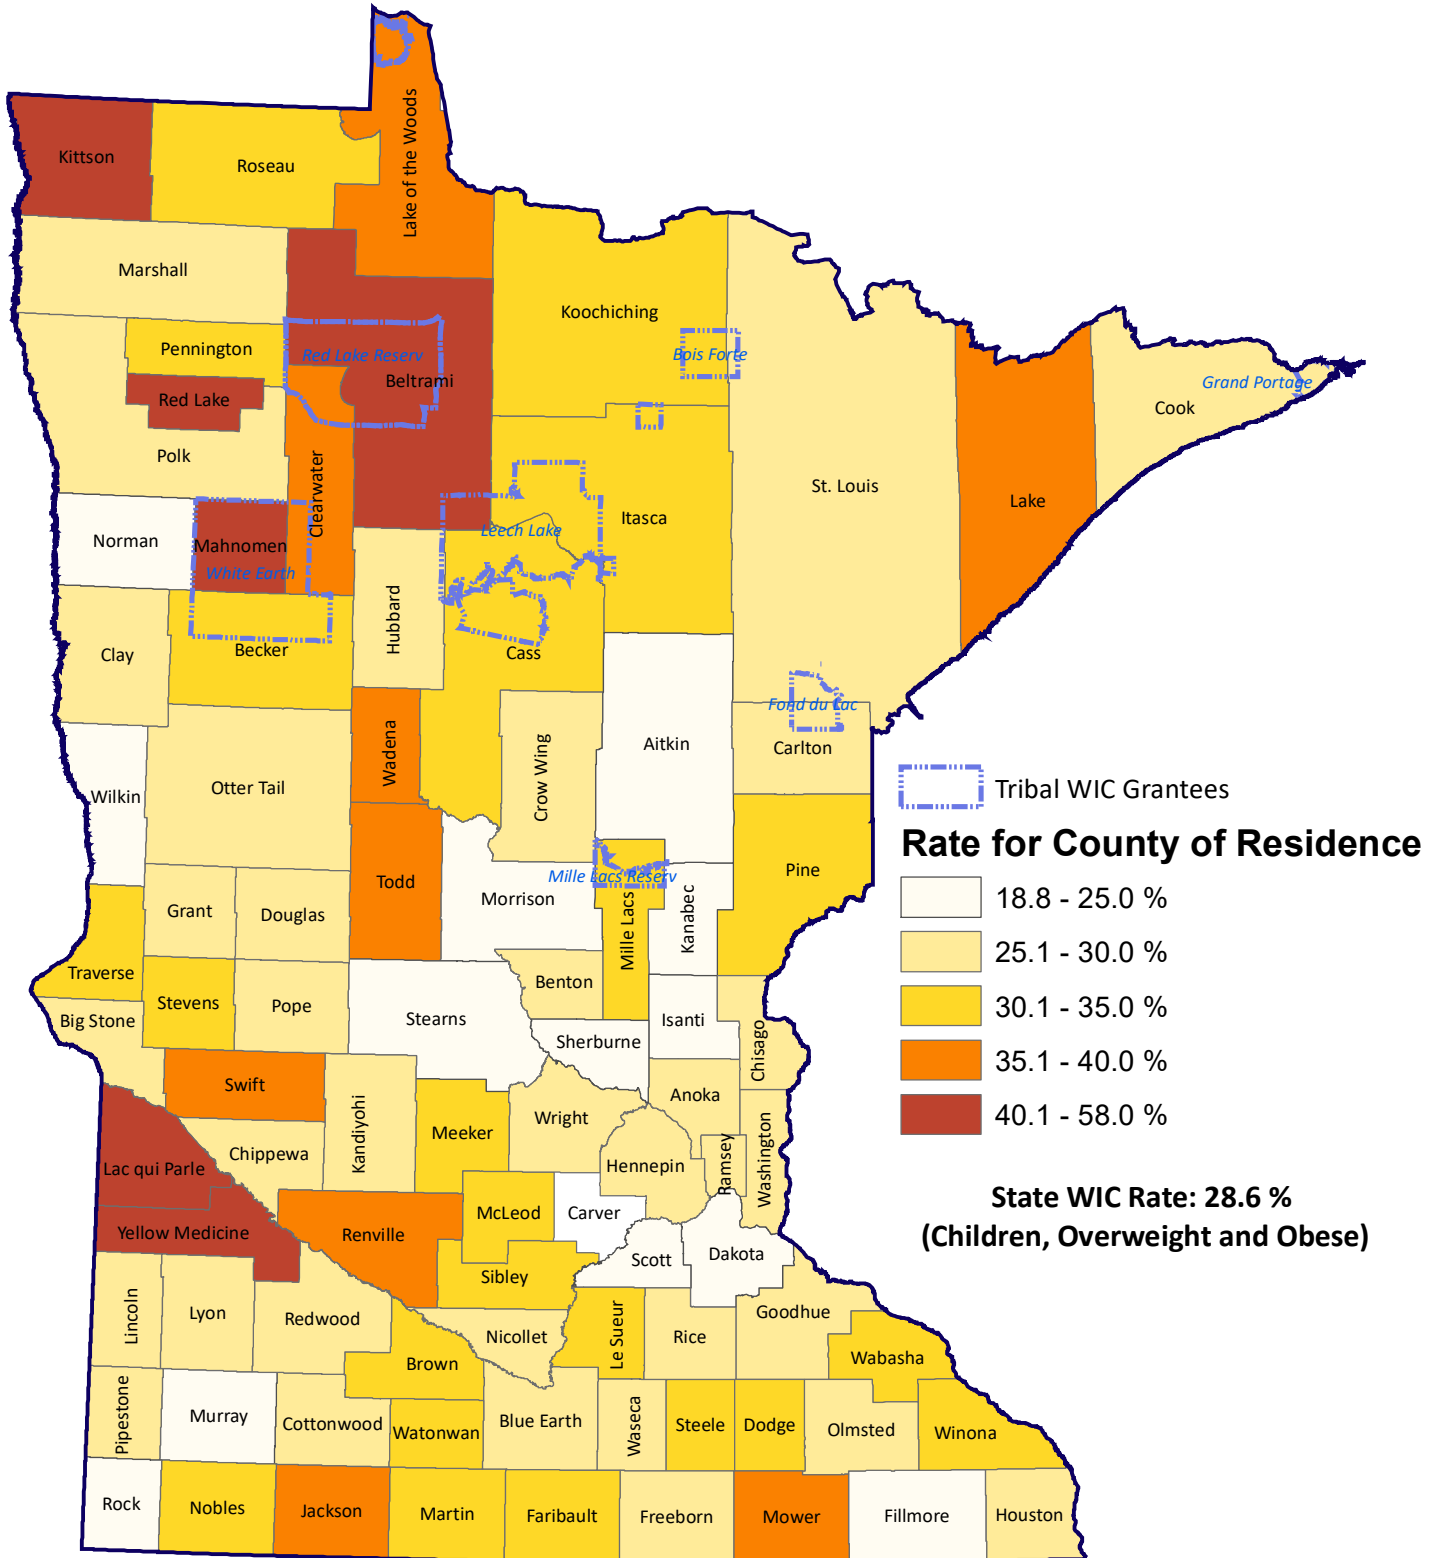 Kittson
Roseau
Lake of the Woods
Marshall
Koochiching
Pennington
Red Lake Reserv
Bois Forte
Beltrami
Grand Portage
Red Lake
Cook
Polk
Clearwater
St. Louis
Lake
Itasca
Leech Lake
Norman
Mahnomen
White Earth
Hubbard
Clay
Becker
Cass
Fond du Lac
Wadena
Aitkin
Carlton
Crow Wing
Otter Tail
Wilkin
Tribal WIC Grantees
Rate for County of Residence
18.8 - 25.0 %
25.1 - 30.0 %
30.1 - 35.0 %
35.1 - 40.0 %
40.1 - 58.0 %
State WIC Rate: 28.6 %
(Children, Overweight and Obese)
Pine
Todd
Mille Lacs Reserv
Morrison
Grant
Douglas
Mille Lacs
Kanabec
Traverse
Stevens
Pope
Benton
Big Stone
Stearns
Isanti
Sherburne
Chisago
Swift
Anoka
Wright
Kandiyohi
Meeker
Chippewa
Lac qui Parle
Hennepin
Ramsey
Washington
McLeod
Carver
Yellow Medicine
Renville
Scott
Dakota
Sibley
Lincoln
Lyon
Redwood
Goodhue
Nicollet
Le Sueur
Rice
Brown
Wabasha
Pipestone
Murray
Cottonwood
Watonwan
Blue Earth
Waseca
Steele
Dodge
Olmsted
Winona
Rock
Nobles
Jackson
Martin
Faribault
Freeborn
Mower
Fillmore
Houston